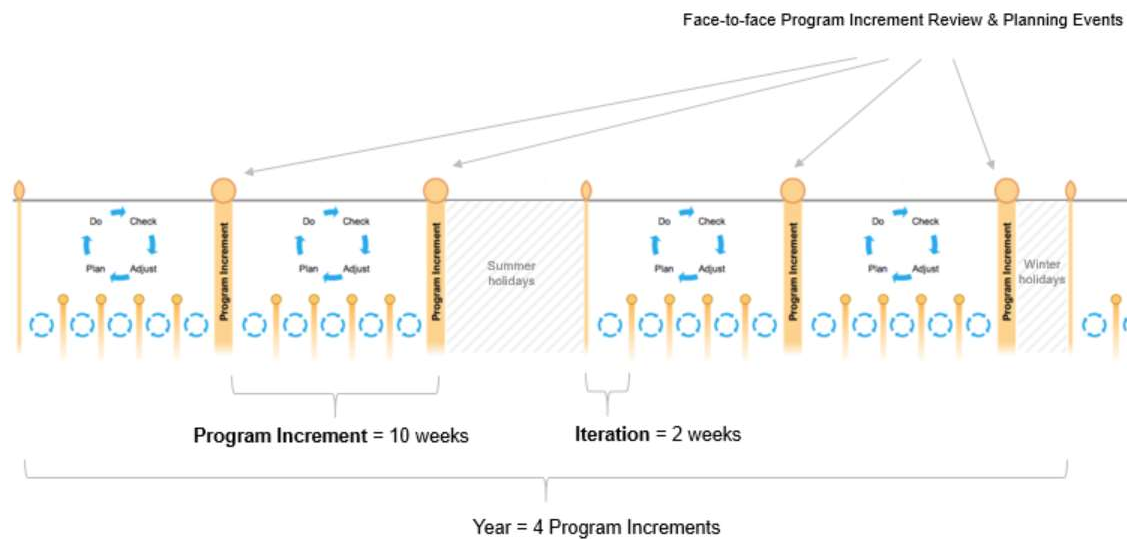 Face-to-face Program Increment Review & Planning Events
Do Check
Plan Adjust
Program Increment
Do Check
Plan Adjust
Program Increment
Summer
holidays
Do Check
Plan Adjust
Program Increment
Do Check
Plan Adjust
Program Increment
Winter
holidays
Program Increment = 10 weeks
Iteration = 2 weeks
Year = 4 Program Increments